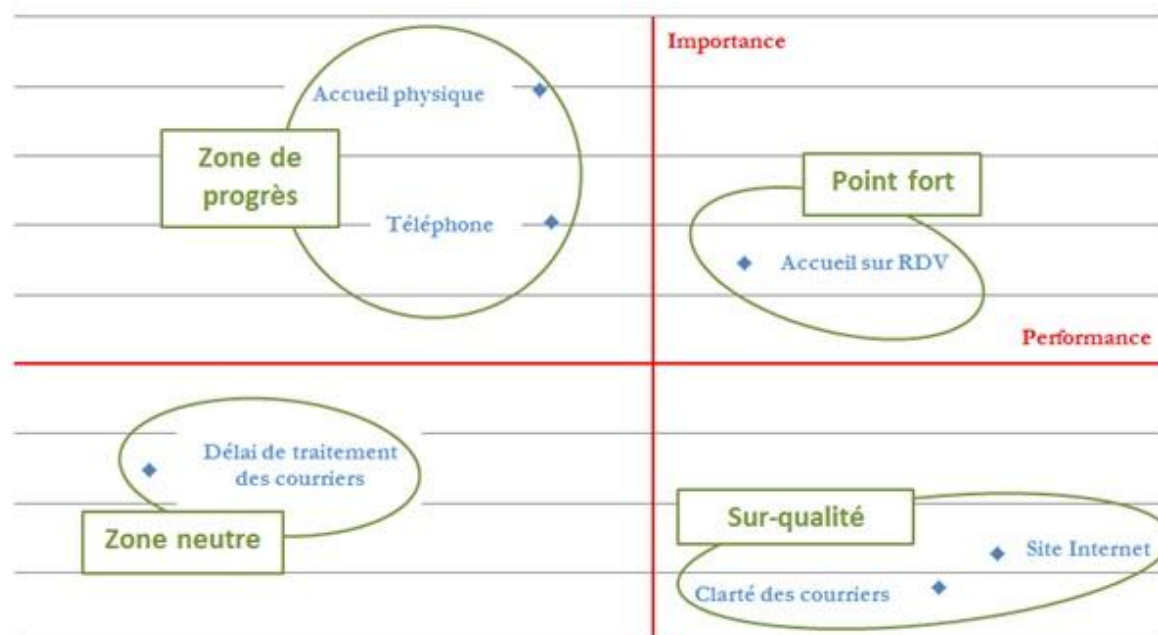 Importance
Accueil physique
Zone de
progrès
Point fort
Téléphone
Accueil sur RDV
Performance
Délai de traitement
des courriers
Zone neutre
Sur-qualité
Site Internet
Clarté des courriers